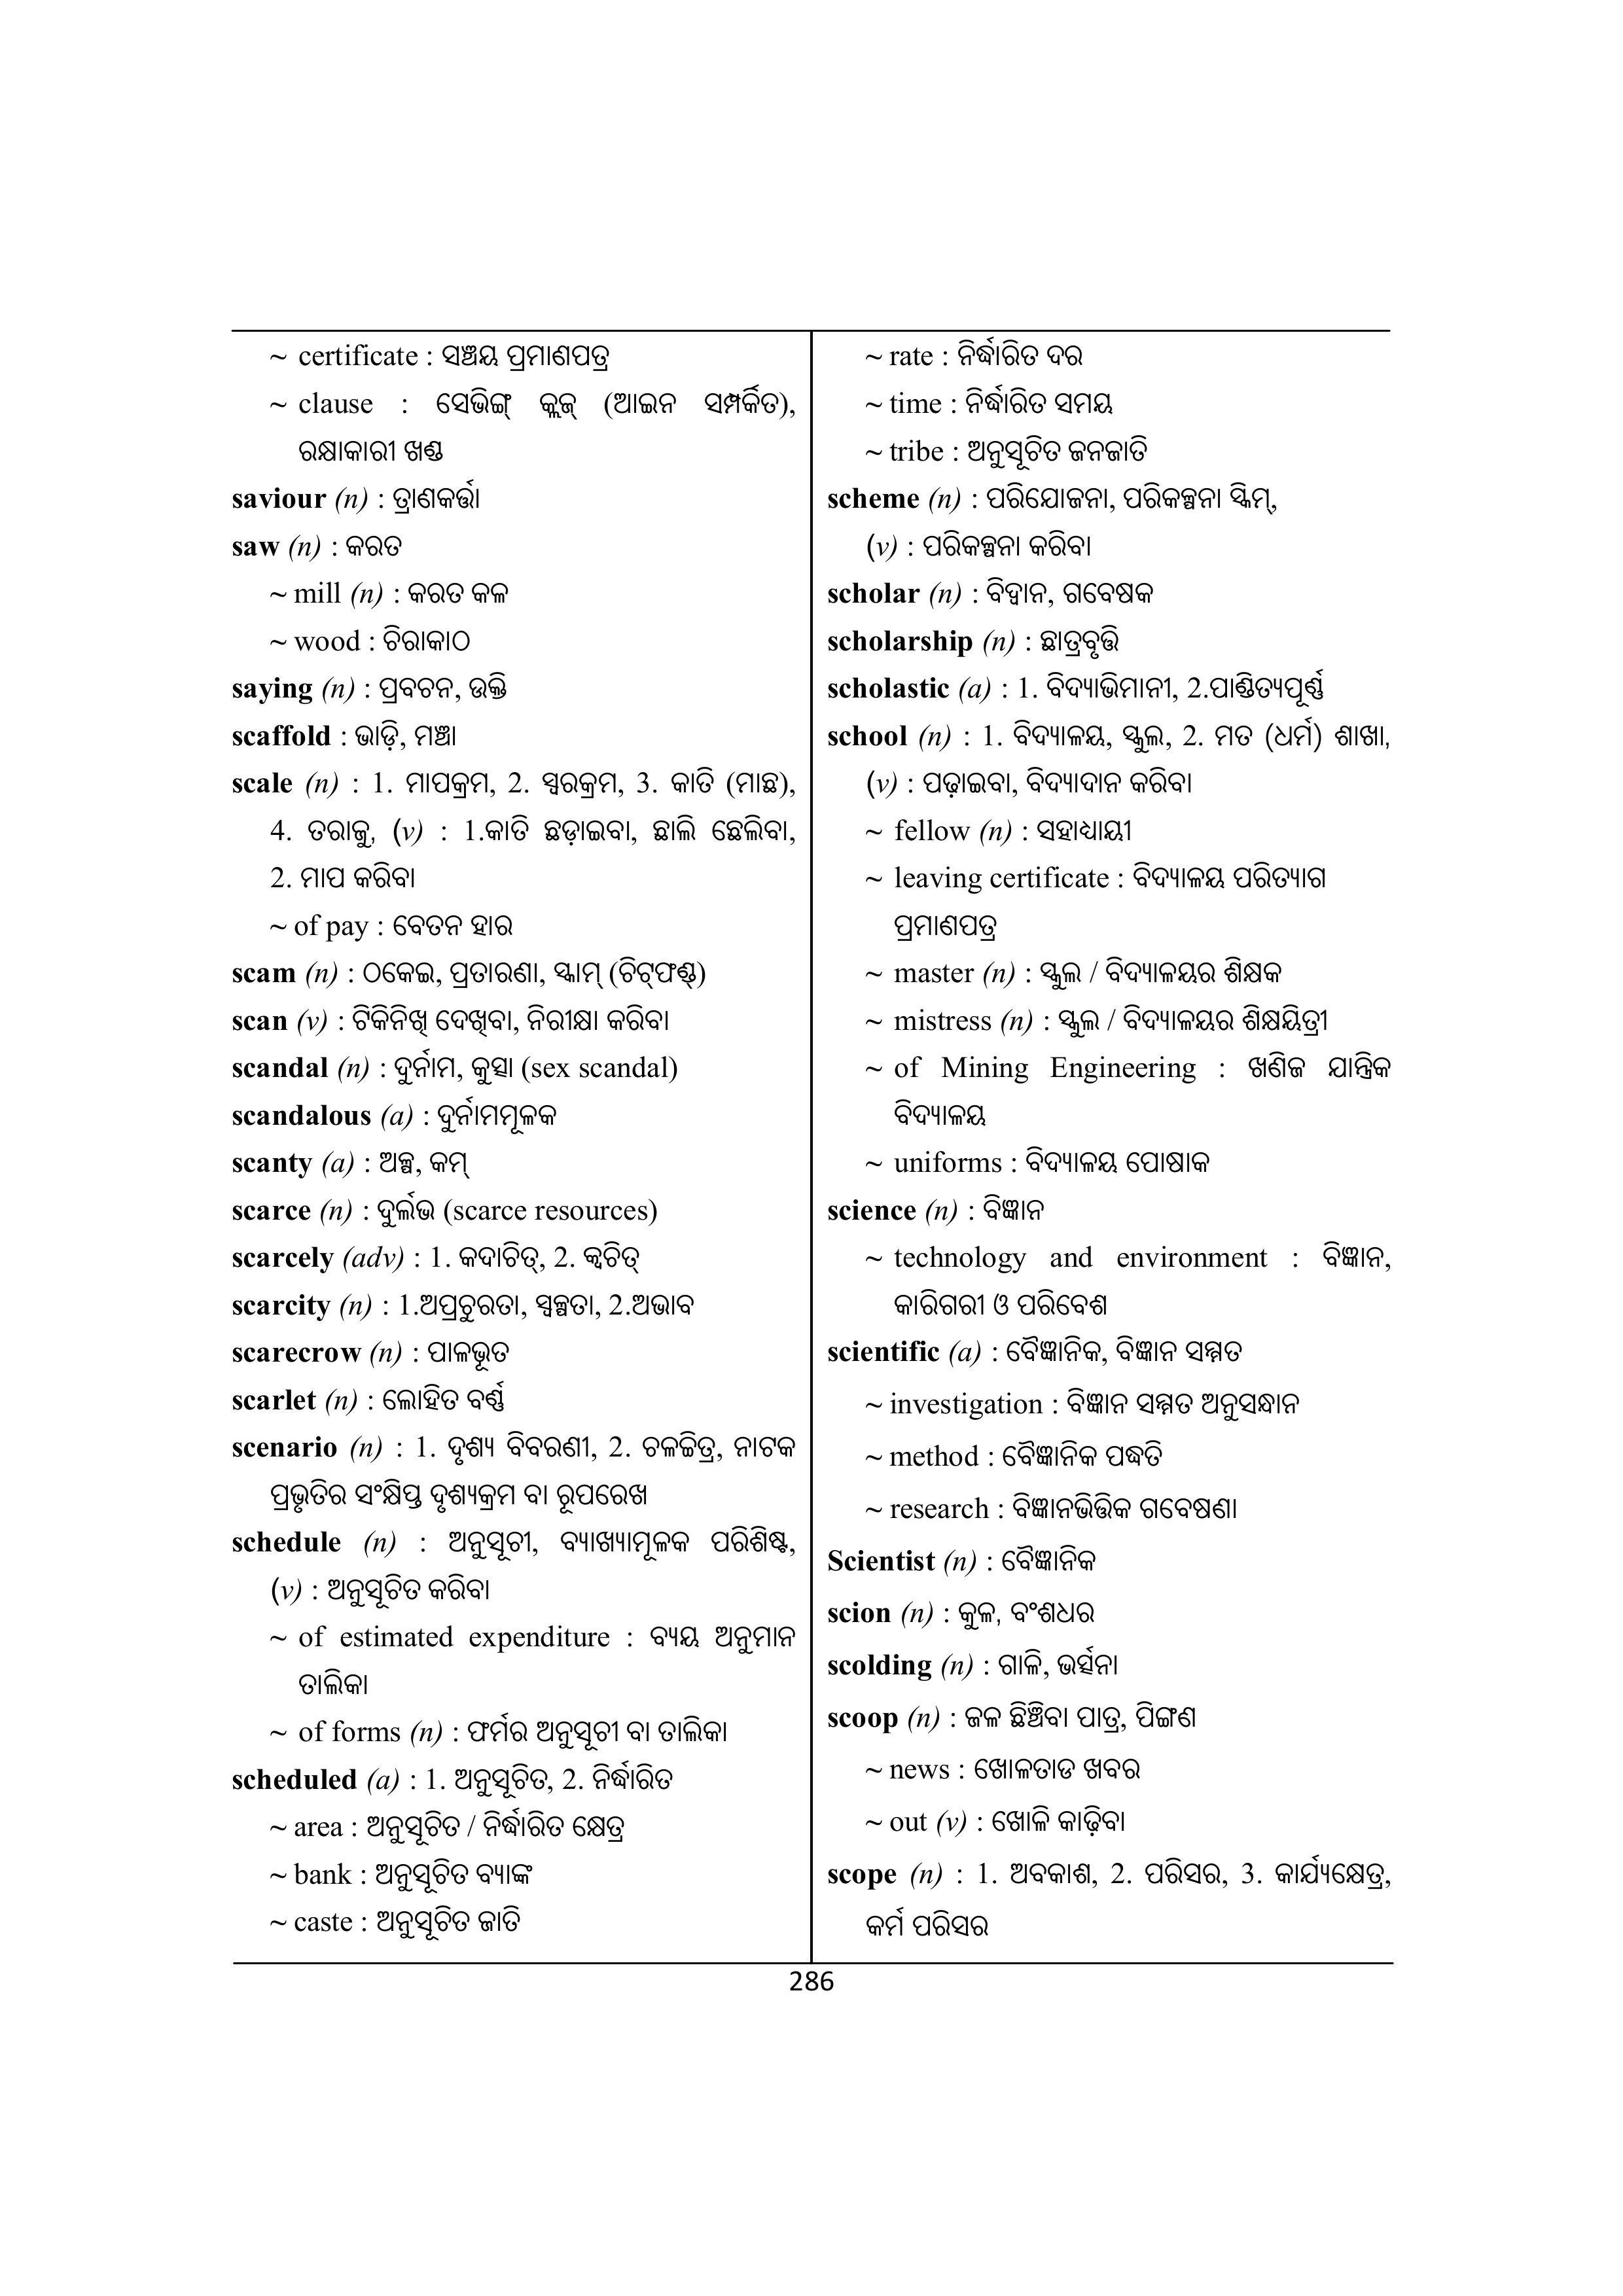 ~ certificate : ସଞ୍ଚୟ ପ୍ରମାଣପତ୍ର
~ clause : ସେଭିଙ୍ଗ୍ କ୍ଲଜ୍ (ଆଇନ ସମ୍ପର୍କିତ),
ରକ୍ଷାକାରୀ ଖଣ୍ଡ
saviour (n) : ତ୍ରାଣକର୍ତ୍ତା
saw (n) : କରତ
~ mill (n) : କରତ କଳ
~ wood : ଚିରାକାଠ
saying (n) : ପ୍ରବଚନ, ଉକ୍ତି
scaffold : ଭାଡ଼ି, ମଞ୍ଚା
scale (n) : 1. ମାପକ୍ରମ, 2. ସ୍ୱରକ୍ରମ, 3. କାତି (ମାଛ),
4. ତରାଜୁ, (v) : 1.କାତି ଛଡ଼ାଇବା, ଛାଲି ଛେଲିବା,
2. ମାପ କରିବା
~ of pay : ବେତନ ହାର
scam (n) : ଠକେଇ, ପ୍ରତାରଣା, ସ୍କାମ୍ (ଚିଟ୍‌ଫଣ୍ଡ)
scan (v) : ଟିକିନିଖି ଦେଖିବା, ନିରୀକ୍ଷା କରିବା
scandal (n) : ଦୁର୍ନାମ, କୁତ୍ସା (sex scandal)
scandalous (a) : ଦୁର୍ନାମମୂଳକ
scanty (a) : ଅଳ୍ପ, କମ୍
scarce (n) : ଦୁର୍ଲଭ (scarce resources)
scarcely (adv) : 1. କଦାଚିତ୍, 2. କ୍ୱଚିତ୍
scarcity (n) : 1.ଅପ୍ରଚୁରତା, ସ୍ୱଳ୍ପତା, 2.ଅଭାବ
scarecrow (n) : ପାଳଭୂତ
scarlet (n) : ଲୋହିତ ବର୍ଣ୍ଣ
scenario (n) : 1. ଦୃଶ୍ୟ ବିବରଣୀ, 2. ଚଳଚ୍ଚିତ୍ର, ନାଟକ
ପ୍ରଭୃତିର ସଂକ୍ଷିପ୍ତ ଦୃଶ୍ୟକ୍ରମ ବା ରୂପରେଖ
schedule (n) : ଅନୁସୂଚୀ, ବ୍ୟାଖ୍ୟାମୂଳକ ପରିଶିଷ୍ଟ,
(v) : ଅନୁସୂଚିତ କରିବା
~ of estimated expenditure : ବ୍ୟୟ ଅନୁମାନ
ତାଲିକା
~ of forms (n) : ଫର୍ମର ଅନୁସୂଚୀ ବା ତାଲିକା
scheduled (a) : 1. ଅନୁସୂଚିତ, 2. ନିର୍ଦ୍ଧାରିତ
~ area : ଅନୁସୂଚିତ / ନିର୍ଦ୍ଧାରିତ କ୍ଷେତ୍ର
~ bank : ଅନୁସୂଚିତ ବ୍ୟାଙ୍କ
~ caste : ଅନୁସୂଚିତ ଜାତି
~ rate : ନିର୍ଦ୍ଧାରିତ ଦର
~ time : ନିର୍ଦ୍ଧାରିତ ସମୟ
~ tribe : ଅନୁସୂଚିତ ଜନଜାତି
scheme (n) : ପରିଯୋଜନା, ପରିକଳ୍ପନା ସ୍କିମ୍,
(v) : ପରିକଳ୍ପନା କରିବା
scholar (n) : ବିଦ୍ୱାନ, ଗବେଷକ
scholarship (n) : ଛାତ୍ରବୃତ୍ତି
scholastic (a) : 1. ବିଦ୍ୟାଭିମାନୀ, 2.ପାଣ୍ଡିତ୍ୟପୂର୍ଣ୍ଣ
school (n) : 1. ବିଦ୍ୟାଳୟ, ସ୍କୁଲ, 2. ମତ (ଧର୍ମ) ଶାଖା,
(v) : ପଢ଼ାଇବା, ବିଦ୍ୟାଦାନ କରିବା
~ fellow (n) : ସହାଧ୍ୟାୟୀ
~ leaving certificate : ବିଦ୍ୟାଳୟ ପରିତ୍ୟାଗ
ପ୍ରମାଣପତ୍ର
~ master (n) : ସ୍କୁଲ / ବିଦ୍ୟାଳୟର ଶିକ୍ଷକ
~ mistress (n) : ସ୍କୁଲ / ବିଦ୍ୟାଳୟର ଶିକ୍ଷୟିତ୍ରୀ
~ of Mining Engineering : ଖଣିଜ ଯାନ୍ତ୍ରିକ
ବିଦ୍ୟାଳୟ
~ uniforms : ବିଦ୍ୟାଳୟ ପୋଷାକ
science (n) : ବିଜ୍ଞାନ
~ technology and environment : ବିଜ୍ଞାନ,
କାରିଗରୀ ଓ ପରିବେଶ
scientific (a) : ବୈଜ୍ଞାନିକ, ବିଜ୍ଞାନ ସମ୍ମତ
~ investigation : ବିଜ୍ଞାନ ସମ୍ମତ ଅନୁସନ୍ଧାନ
~ method : ବୈଜ୍ଞାନିକ ପଦ୍ଧତି
~ research : ବିଜ୍ଞାନଭିତ୍ତିକ ଗବେଷଣା
Scientist (n) : ବୈଜ୍ଞାନିକ
scion (n) : କୁଳ, ବଂଶଧର
scolding (n) : ଗାଳି, ଭର୍ତ୍ସନା
scoop (n) : ଜଳ ଛିଞ୍ଚିବା ପାତ୍ର, ପିଙ୍ଗଣ
~ news : ଖୋଳତାଡ ଖବର
~ out (v) : ଖୋଳି କାଢ଼ିବା
scope (n) : 1. ଅବକାଶ, 2. ପରିସର, 3. କାର୍ଯ୍ୟକ୍ଷେତ୍ର,
କର୍ମ ପରିସର
286